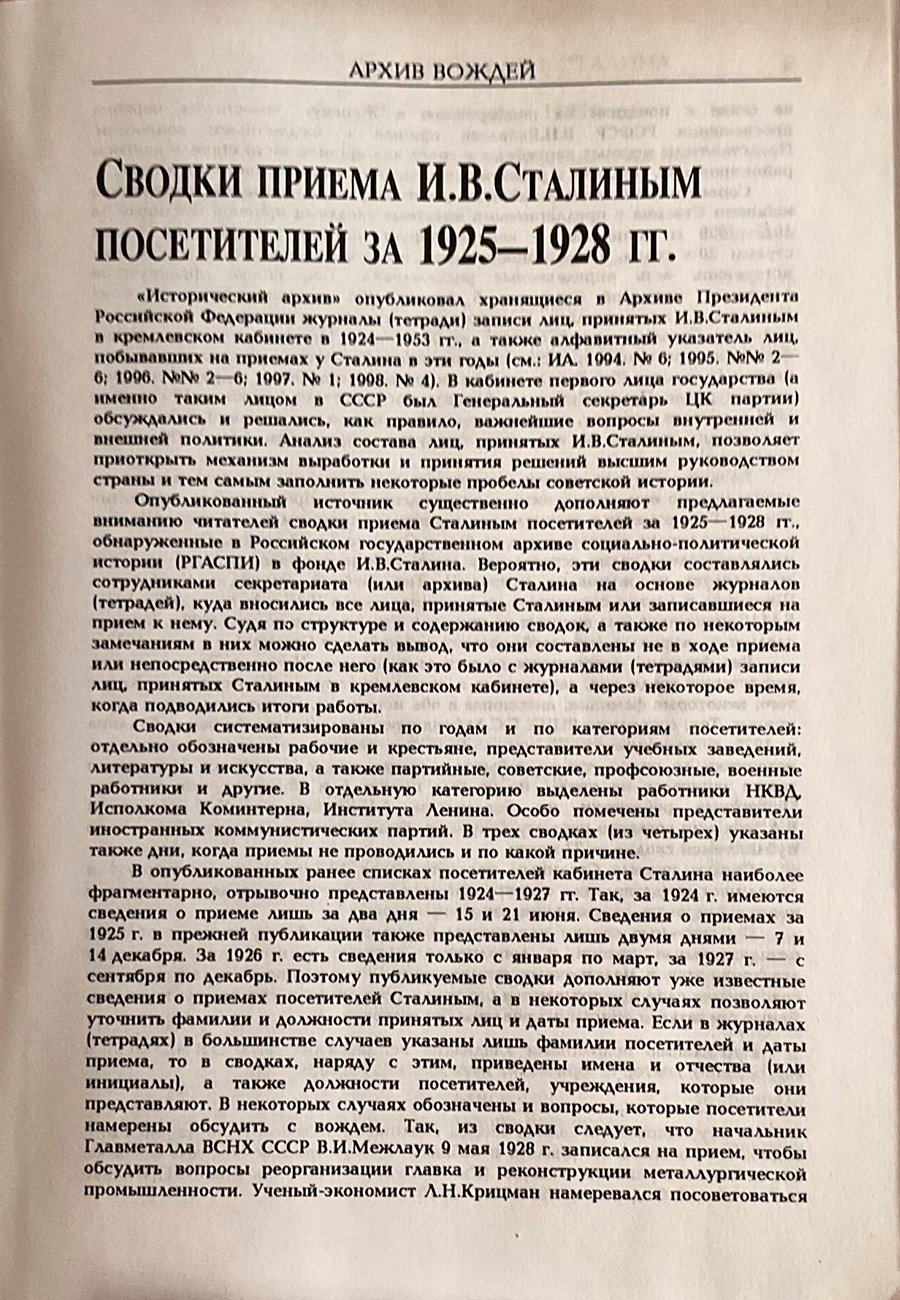 АРХИВ ВОЖДЕЙ
СВОДКИ ПРИЕМА И.В.СТАЛИНЫМ
ПОСЕТИТЕЛЕЙ ЗА 1925—1928 ГГ.
«Исторический архив» опубликовал хранящиеся в Архиве Президента
Российской Федерации журналы (тетради) записи лиц, принятых И.В.Сталиным
в кремлевском кабинете в 1924—1953 гг., а также алфавитный указатель лиц,
побывавших на приемах у Сталина в эти годы (см.: ИА. 1994. № 6; 1995. №№ 2—
6; 1996. №№ 2—6; 1997. № 1; 1998. № 4). В кабинете первого лица государства (а
именно таким лицом в СССР был Генеральный секретарь ЦК партии)
обсуждались и решались, как правило, важнейшие вопросы внутренней и
внешней политики. Анализ состава лиц, принятых И.В.Сталиным, позволяет
приоткрыть механизм выработки и принятия решений высшим руководством
страны и тем самым заполнить некоторые пробелы советской истории.
Опубликованный источник существенно дополняют предлагаемые
вниманию читателей сводки приема Сталиным посетителей за 1925—1928 гг.,
обнаруженные в Российском государственном архиве социально-политической
истории (РГАСПИ) в фонде И.В.Сталина. Вероятно, эти сводки составлялись
сотрудниками секретариата (или архива) Сталина на основе журналов
(тетрадей), куда вносились все лица, принятые Сталиным или записавшиеся на
прием к нему. Судя по структуре и содержанию сводок, а также по некоторым
замечаниям в них можно сделать вывод, что они составлены не в ходе приема
или непосредственно после него (как это было с журналами (тетрадями) записи
лиц, принятых Сталиным в кремлевском кабинете), а через некоторое время,
когда подводились итоги работы.
Сводки систематизированы по годам и по категориям посетителей:
отдельно обозначены рабочие и крестьяне, представители учебных заведений,
литературы и искусства, а также партийные, советские, профсоюзные, военные
работники и другие. В отдельную категорию выделены работники НКВД,
Исполкома Коминтерна, Института Ленина. Особо помечены представители
иностранных коммунистических партий. В трех сводках (из четырех) указаны
также дни, когда приемы не проводились и по какой причине.
В опубликованных ранее списках посетителей кабинета Сталина наиболее
фрагментарно, отрывочно представлены 1924—1927 гг. Так, за 1924 г. имеются
сведения о приеме лишь за два дня — 15 и 21 июня. Сведения о приемах за
1925 г. в прежней публикации также представлены лишь двумя днями — 7 и
14 декабря. За 1926 г. есть сведения только с января по март, за 1927 г. — с
сентября по декабрь. Поэтому публикуемые сводки дополняют уже известные
сведения о приемах посетителей Сталиным, а в некоторых случаях позволяют
уточнить фамилии и должности принятых лиц и даты приема. Если в журналах
(тетрадях) в большинстве случаев указаны лишь фамилии посетителей и даты
приема, то в сводках, наряду с этим, приведены имена и отчества (или
инициалы), а также должности посетителей, учреждения, которые они
представляют. В некоторых случаях обозначены и вопросы, которые посетители
намерены обсудить с вождем. Так, из сводки следует, что начальник
Главметалла ВСНХ СССР В.И.Межлаук 9 мая 1928 г. записался на прием, чтобы
обсудить вопросы реорганизации главка и реконструкции металлургической
промышленности. Ученый-экономист Л.Н.Крицман намеревался посоветоваться